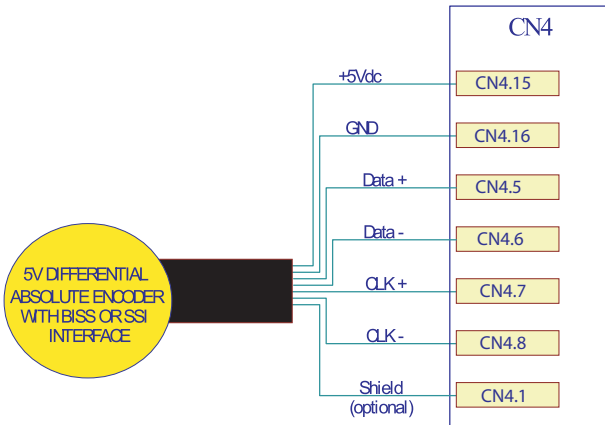 CN4
+5Vdc
CN4.15
GND
CN4.16
Data +
CN4.5
Data -
CN4.6
5V DIFFERENTIAL
ABSOLUTE ENCODER
WITH BISS OR SSI
INTERFACE
CLK +
CN4.7
CLK -
CN4.8
Shield
(optional)
CN4.1